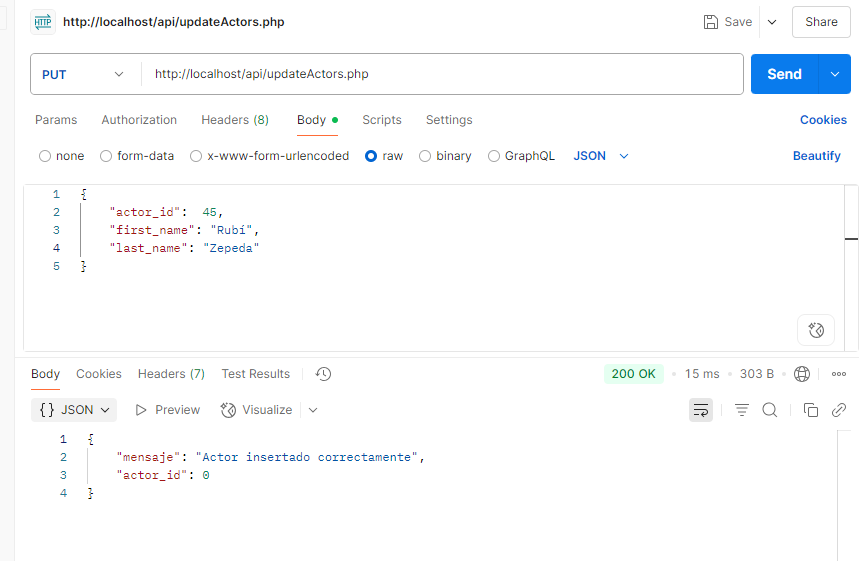 HTTP http://localhost/api/updateActors.php Save Share
PUT http://localhost/api/updateActors.php Send
Params Authorization Headers (8) Body Scripts Settings Cookies
none form-data x-www-form-urlencoded raw binary GraphQL JSON Beautify
1 {
2 "actor_id": 45,
3 "first_name": "Rubí",
4 "last_name": "Zepeda"
5 }
Body Cookies Headers (7) Test Results 200 OK • 15 ms • 303 B •
{} JSON Preview Visualize
1 {
2 "mensaje": "Actor insertado correctamente",
3 "actor_id": 0
4 }